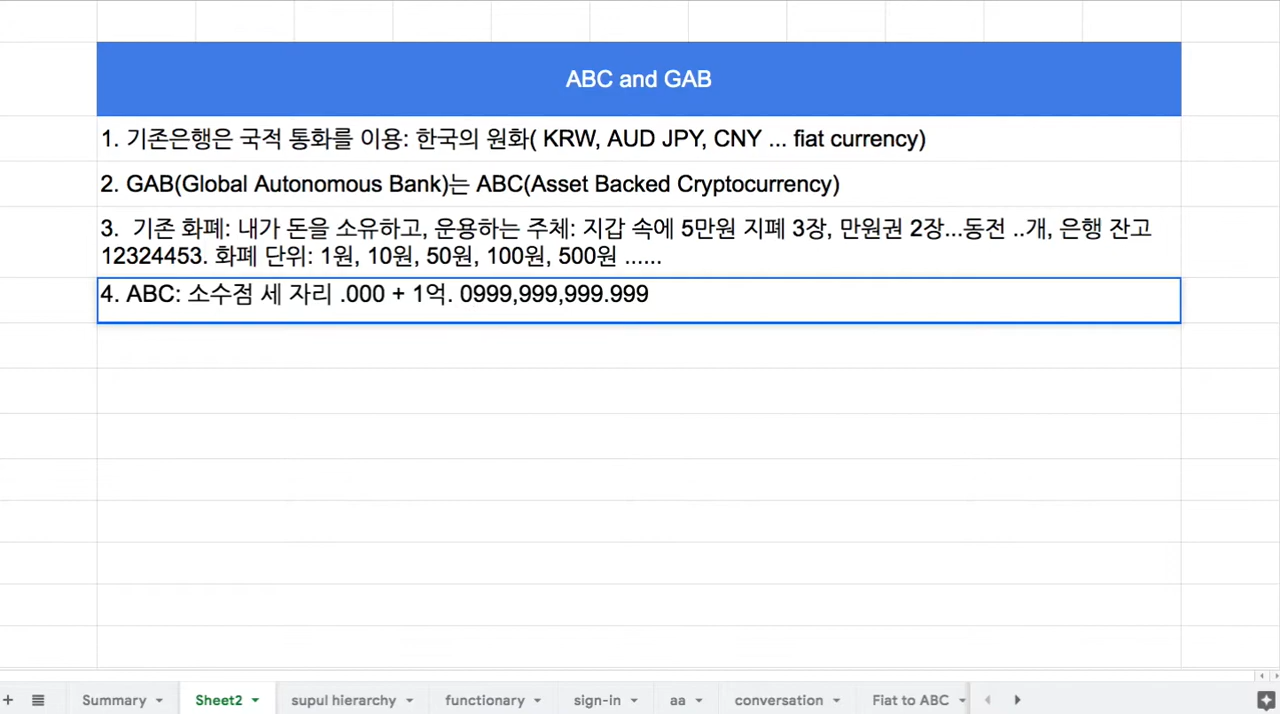 ABC and GAB
1. 기존은행은 국적 통화를 이용: 한국의 원화( KRW, AUD JPY, CNY ... fiat currency)
2. GAB(Global Autonomous Bank)는 ABC(Asset Backed Cryptocurrency)
3.  기존 화폐: 내가 돈을 소유하고, 운용하는 주체: 지갑 속에 5만원 지폐 3장, 만원권 2장...동전 ..개, 은행 잔고
12324453. 화폐 단위: 1원, 10원, 50원, 100원, 500원 ......
4. ABC: 소수점 세 자리 .000 + 1억. 0999,999,999.999
Summary Sheet2 supul hierarchy functionary sign-in aa conversation Fiat to ABC